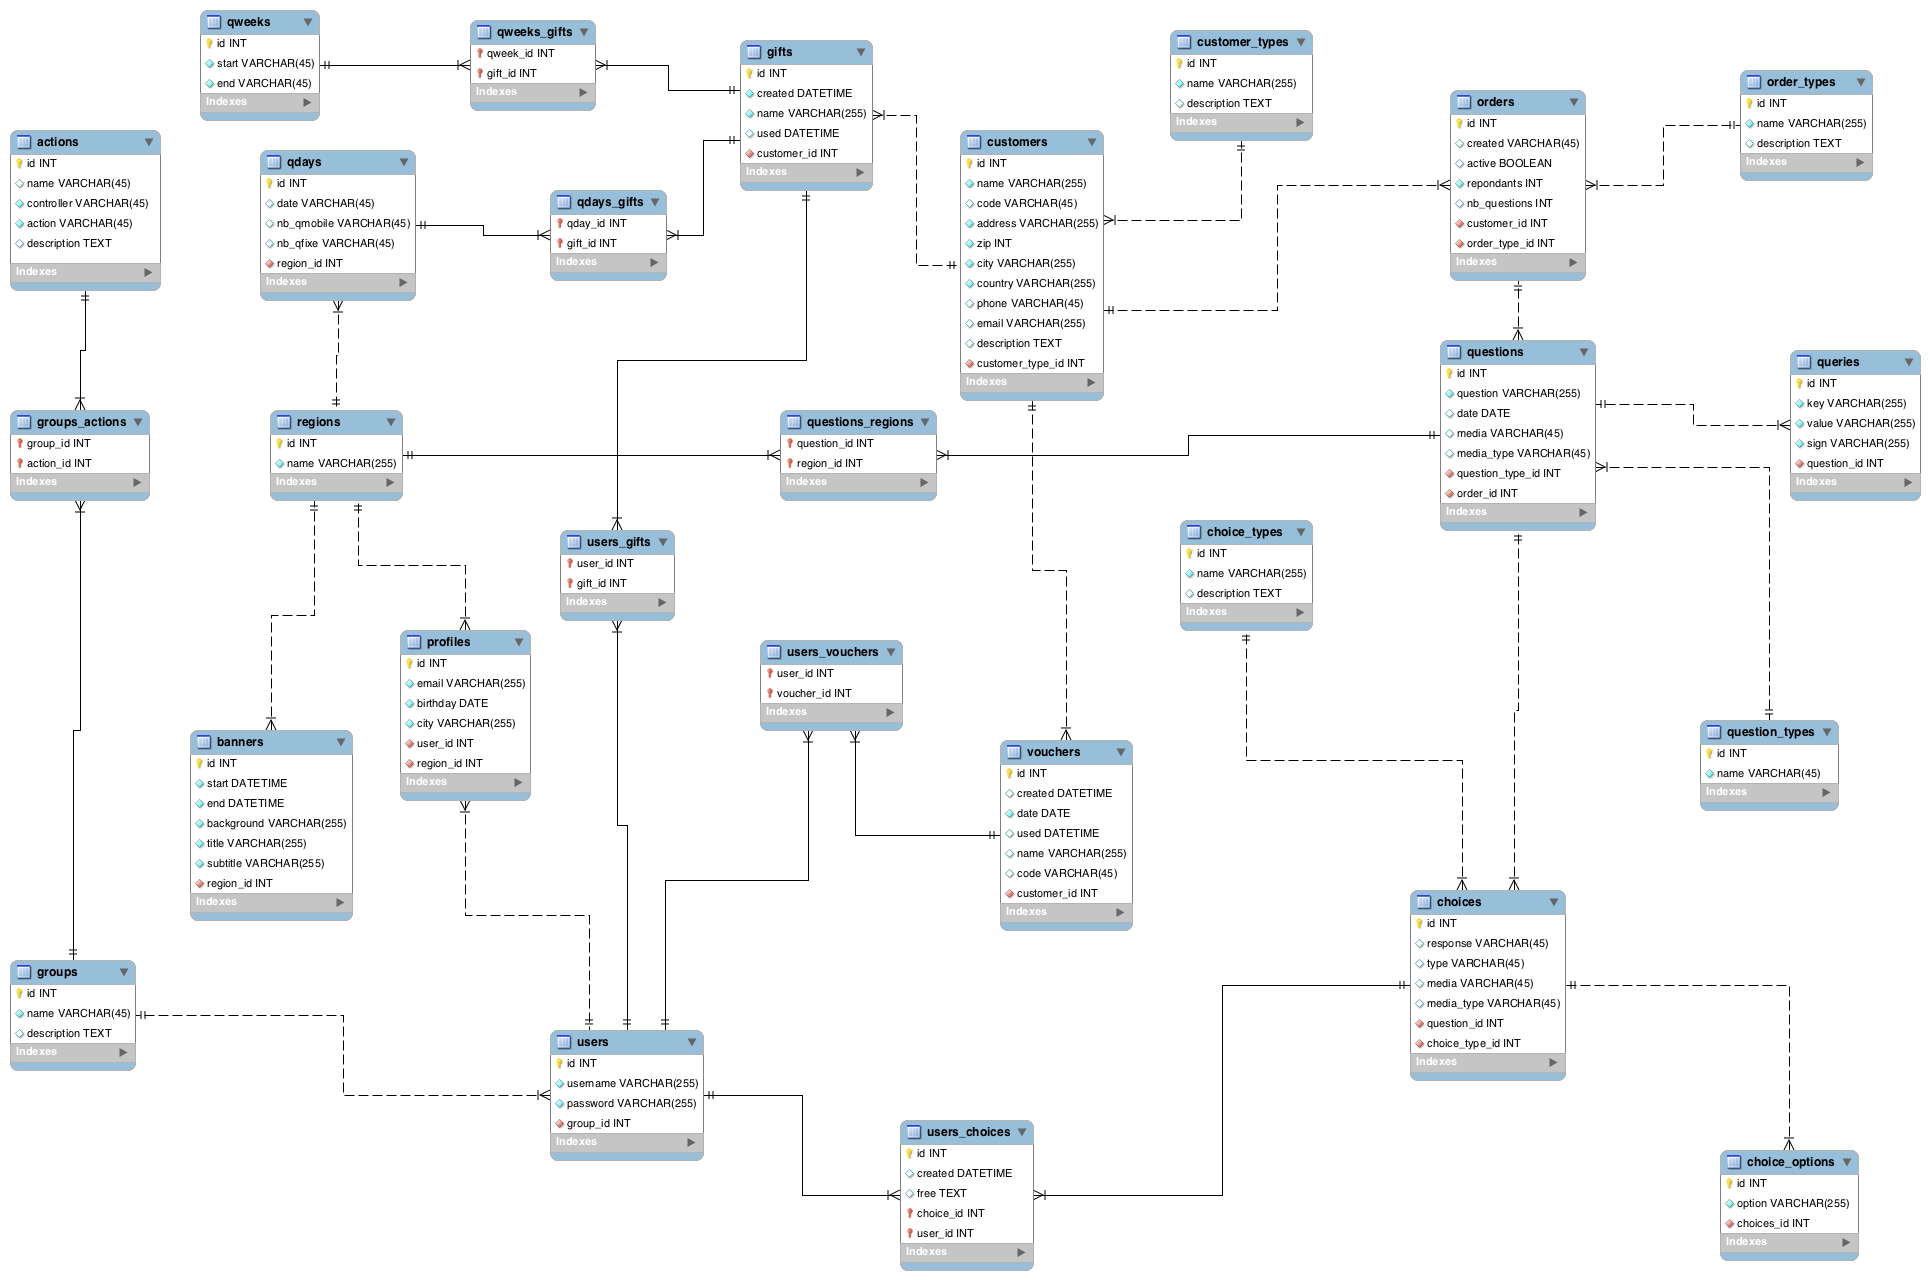 qweeks
id INT
start VARCHAR(45)
end VARCHAR(45)
Indexes
qweeks_gifts
qweek_id INT
gift_id INT
Indexes
gifts
id INT
created DATETIME
name VARCHAR(255)
used DATETIME
customer_id INT
Indexes
customer_types
id INT
name VARCHAR(255)
description TEXT
Indexes
order_types
id INT
name VARCHAR(255)
description TEXT
Indexes
orders
id INT
created VARCHAR(45)
active BOOLEAN
repondants INT
nb_questions INT
customer_id INT
order_type_id INT
Indexes
actions
id INT
name VARCHAR(45)
controller VARCHAR(45)
action VARCHAR(45)
description TEXT
Indexes
qdays
id INT
date VARCHAR(45)
nb_qmobile VARCHAR(45)
nb_qfixe VARCHAR(45)
region_id INT
Indexes
qdays_gifts
qday_id INT
gift_id INT
Indexes
customers
id INT
name VARCHAR(255)
code VARCHAR(45)
address VARCHAR(255)
zip INT
city VARCHAR(255)
country VARCHAR(255)
phone VARCHAR(45)
email VARCHAR(255)
description TEXT
customer_type_id INT
Indexes
questions
id INT
question VARCHAR(255)
date DATE
media VARCHAR(45)
media_type VARCHAR(45)
question_type_id INT
order_id INT
Indexes
queries
id INT
key VARCHAR(255)
value VARCHAR(255)
sign VARCHAR(255)
question_id INT
Indexes
groups_actions
group_id INT
action_id INT
Indexes
regions
id INT
name VARCHAR(255)
Indexes
questions_regions
question_id INT
region_id INT
Indexes
users_gifts
user_id INT
gift_id INT
Indexes
choice_types
id INT
name VARCHAR(255)
description TEXT
Indexes
profiles
id INT
email VARCHAR(255)
birthday DATE
city VARCHAR(255)
user_id INT
region_id INT
Indexes
users_vouchers
user_id INT
voucher_id INT
Indexes
banners
id INT
start DATETIME
end DATETIME
background VARCHAR(255)
title VARCHAR(255)
subtitle VARCHAR(255)
region_id INT
Indexes
vouchers
id INT
created DATETIME
date DATE
used DATETIME
name VARCHAR(255)
code VARCHAR(45)
customer_id INT
Indexes
question_types
id INT
name VARCHAR(45)
Indexes
choices
id INT
response VARCHAR(45)
type VARCHAR(45)
media VARCHAR(45)
media_type VARCHAR(45)
question_id INT
choice_type_id INT
Indexes
groups
id INT
name VARCHAR(45)
description TEXT
Indexes
users
id INT
username VARCHAR(255)
password VARCHAR(255)
group_id INT
Indexes
users_choices
id INT
created DATETIME
free TEXT
choice_id INT
user_id INT
Indexes
choice_options
id INT
option VARCHAR(255)
choices_id INT
Indexes